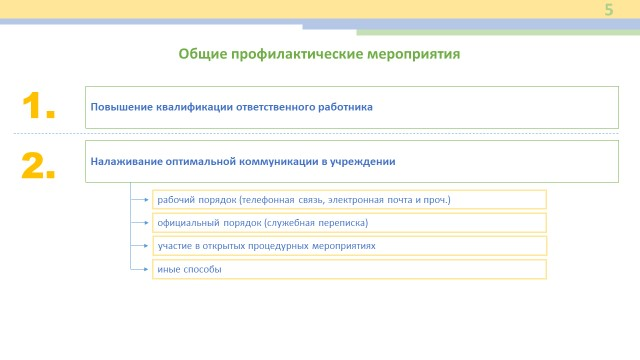 5
Общие профилактические мероприятия
1.
Повышение квалификации ответственного работника
2.
Налаживание оптимальной коммуникации в учреждении
рабочий порядок (телефонная связь, электронная почта и проч.)
официальный порядок (служебная переписка)
участие в открытых процедурных мероприятиях
иные способы